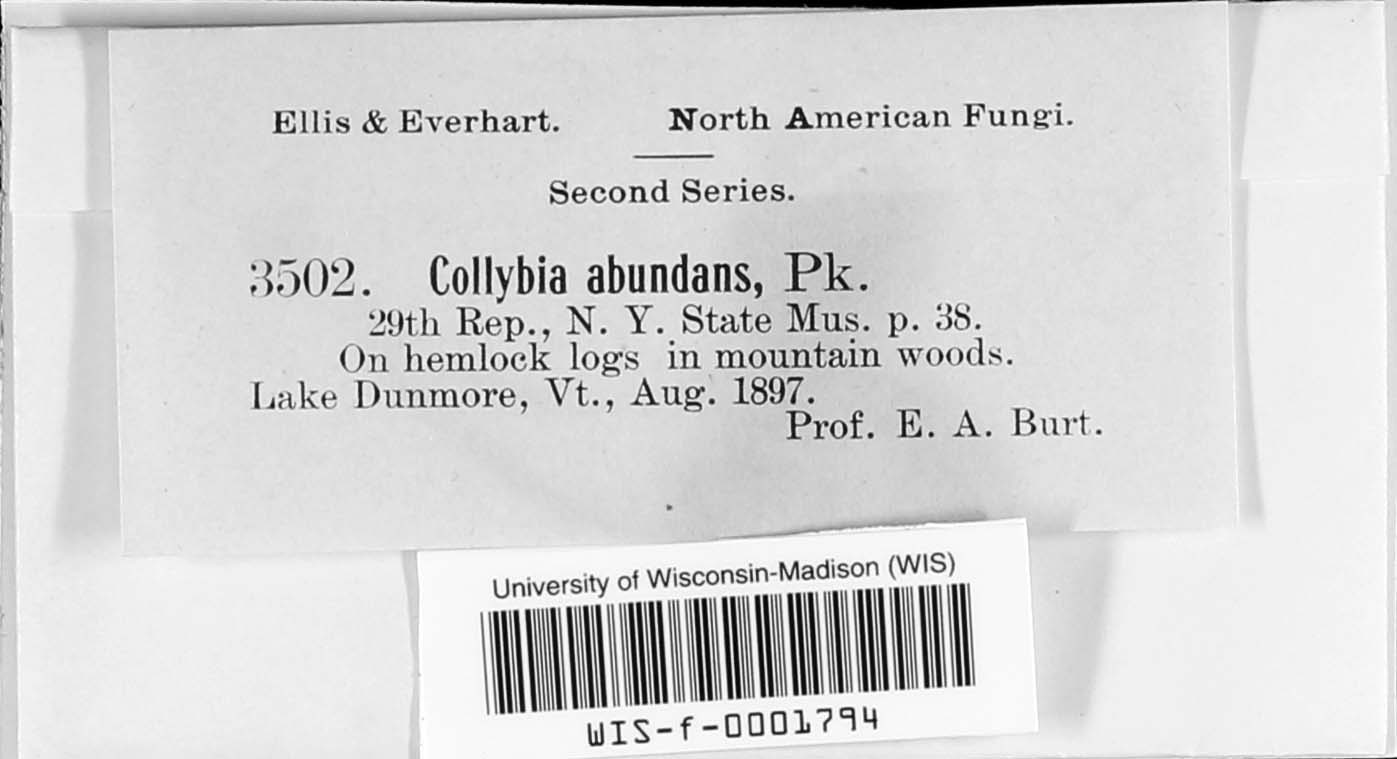 Ellis & Everhart. North American Fungi.
Second Series.
3502. Collybia abundans, Pk.
29th Rep., N. Y. State Mus. p. 38.
On hemlock logs in mountain woods.
Lake Dunmore, Vt., Aug. 1897.
Prof. E. A. Burt.
University of Wisconsin-Madison (WIS)
WIS-f-0001794